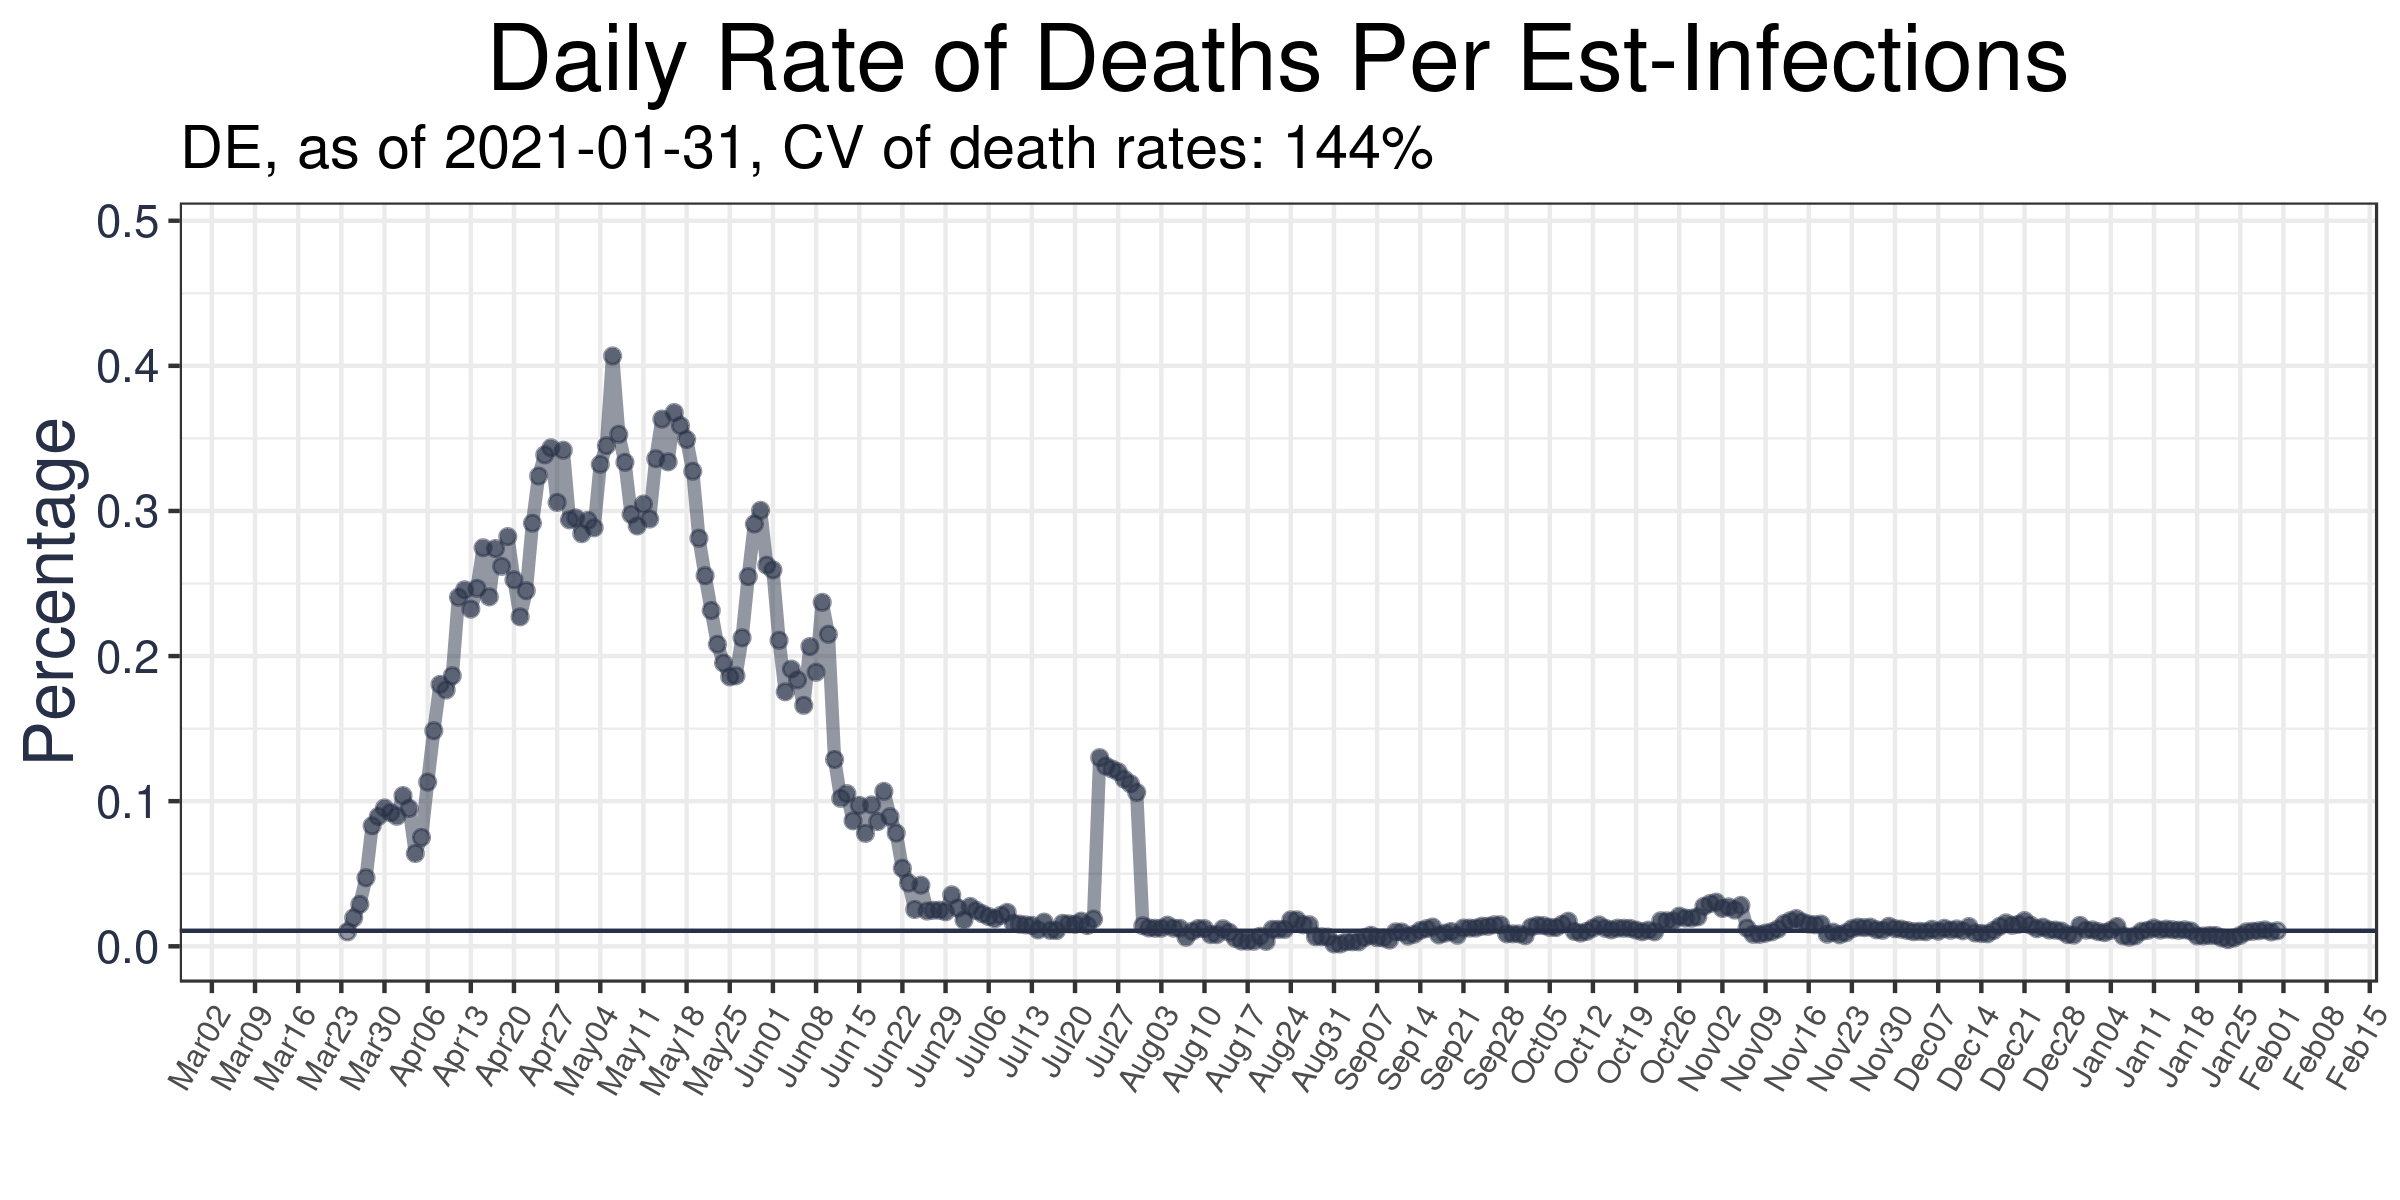 Daily Rate of Deaths Per Est-Infections
DE, as of 2021-01-31, CV of death rates: 144%
Percentage
0.5
0.4
0.3
0.2
0.1
0.0
Mar02
Mar09
Mar16
Mar23
Mar30
Apr06
Apr13
Apr20
Apr27
May04
May11
May18
May25
Jun01
Jun08
Jun15
Jun22
Jun29
Jul06
Jul13
Jul20
Jul27
Aug03
Aug10
Aug17
Aug24
Aug31
Sep07
Sep14
Sep21
Sep28
Oct05
Oct12
Oct19
Oct26
Nov02
Nov09
Nov16
Nov23
Nov30
Dec07
Dec14
Dec21
Dec28
Jan04
Jan11
Jan18
Jan25
Feb01
Feb08
Feb15